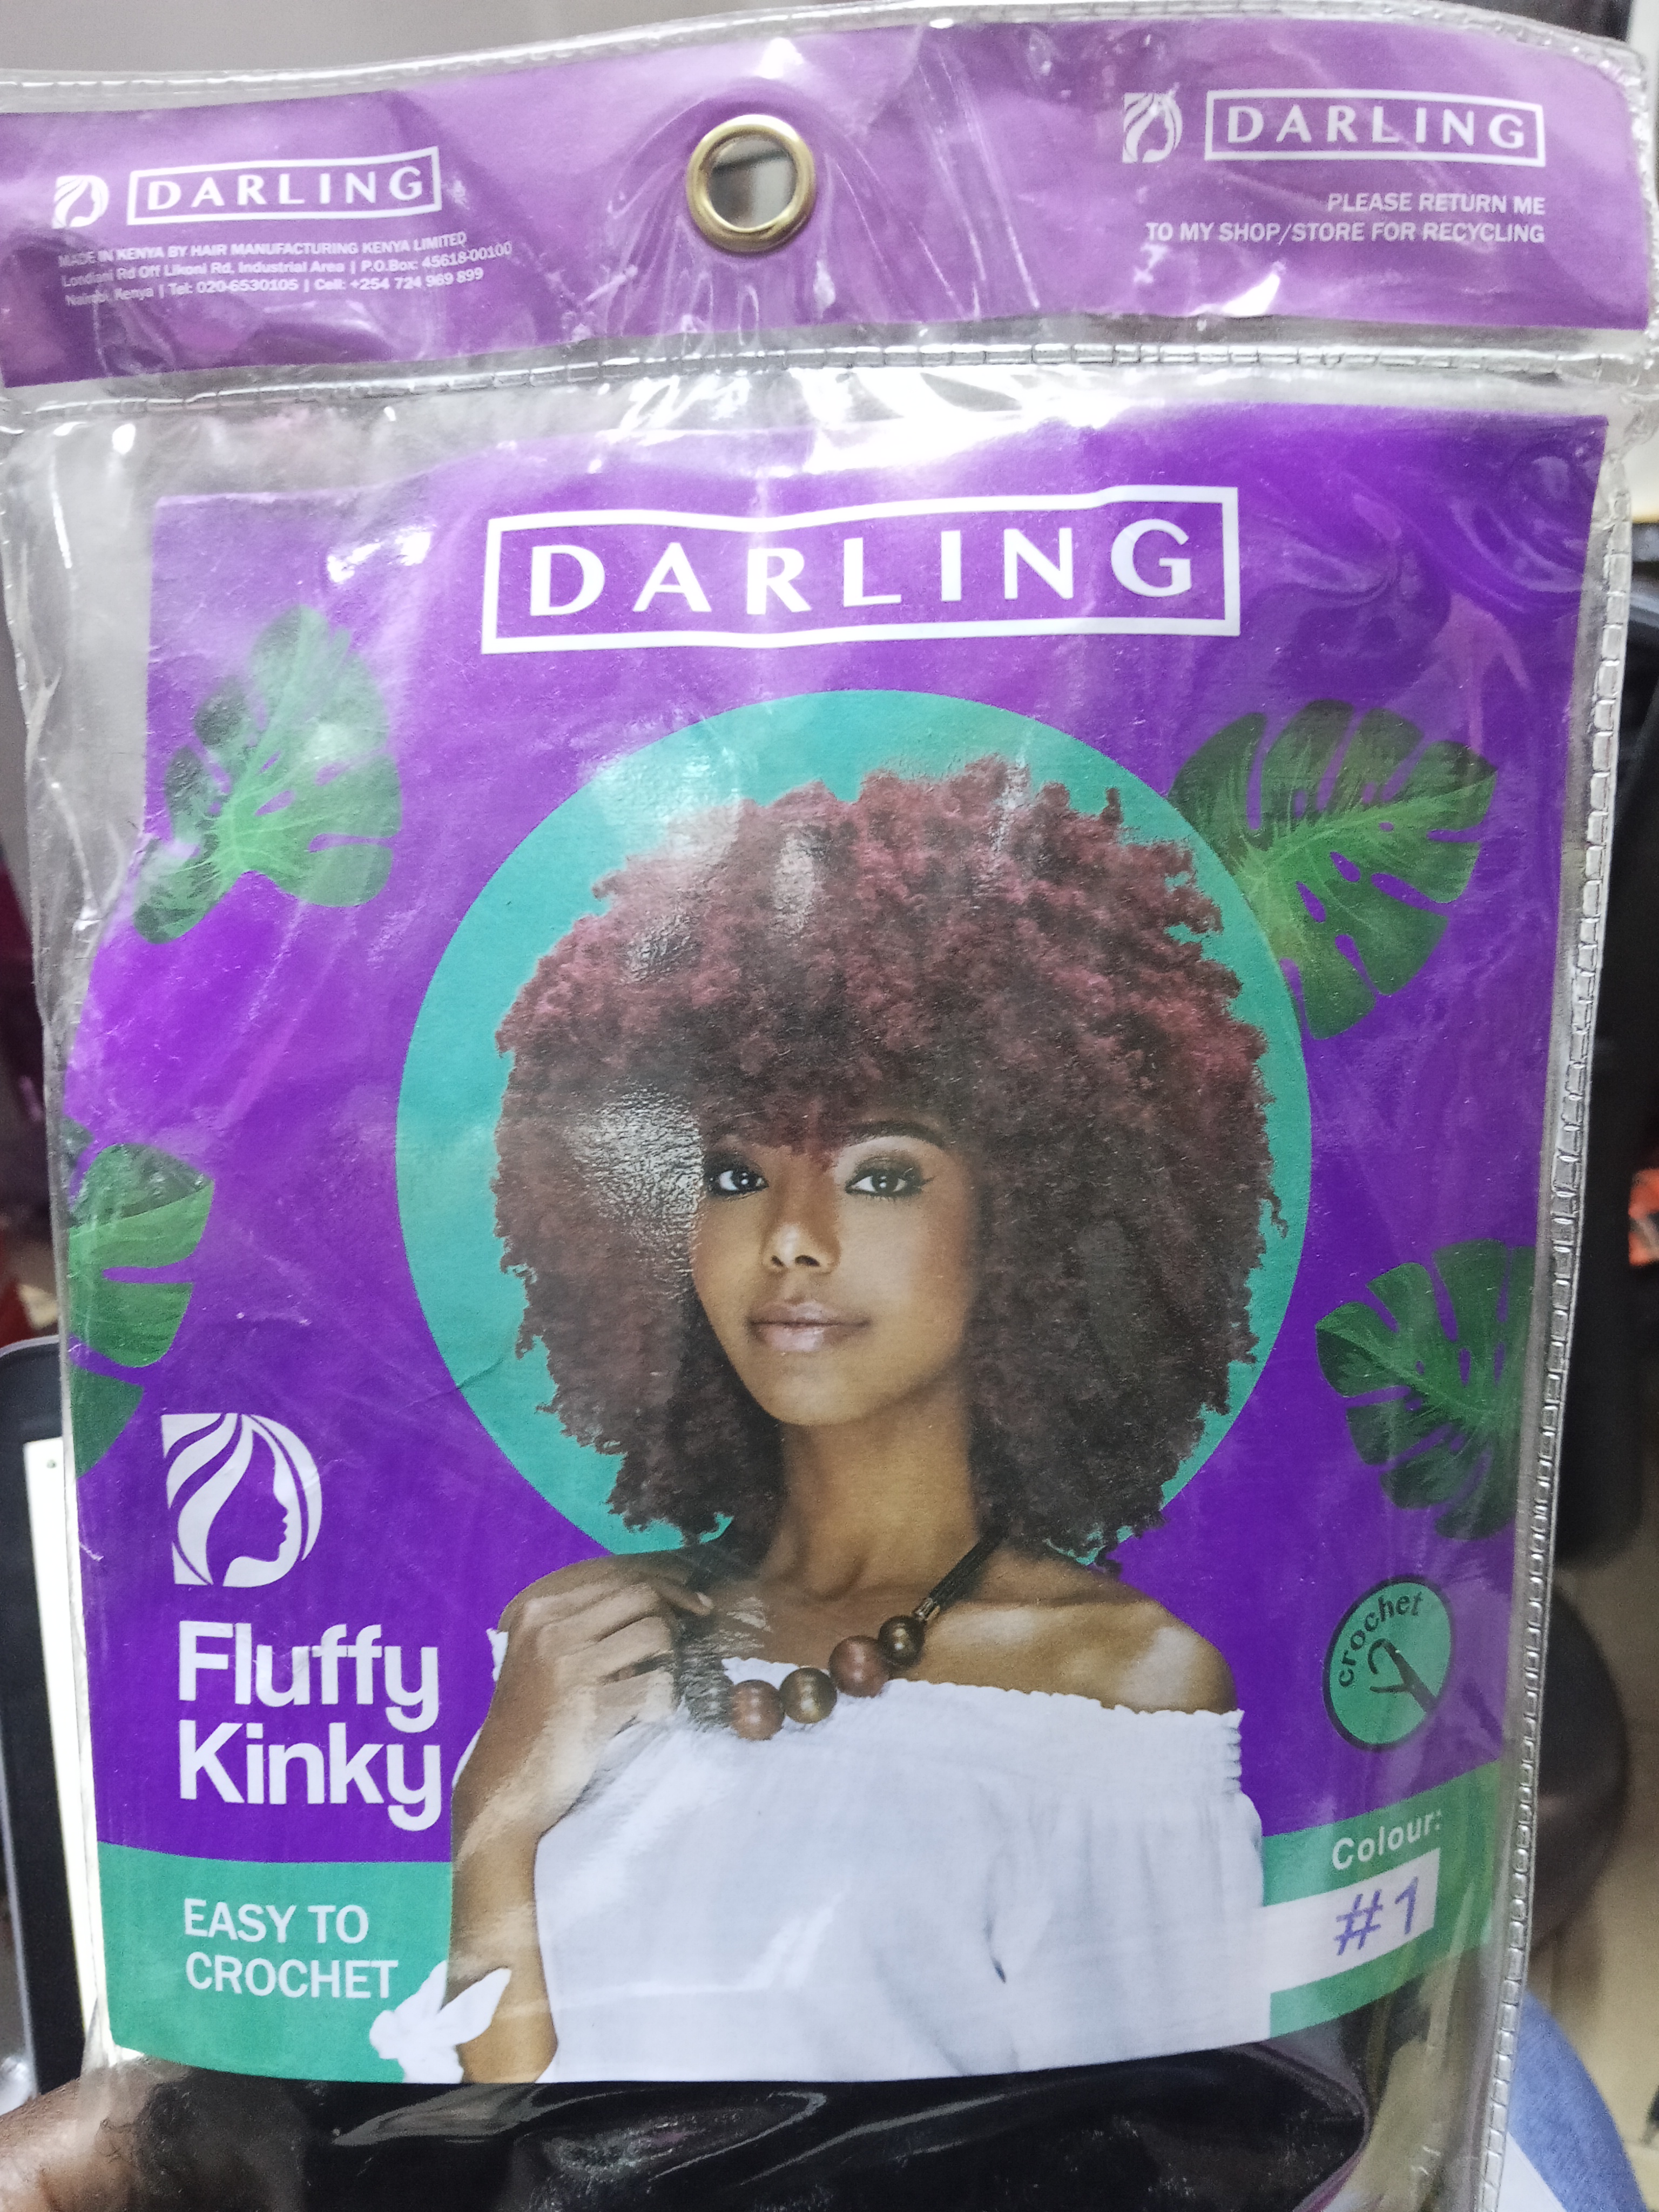 DARLING
MADE IN KENYA BY HAIR MANUFACTURING KENYA LIMITED
Londiani Rd Off Likoni Rd, Industrial Area | P.O.Box: 45618-00100
Nairobi, Kenya | Tel: 020-6530105 | Cell: +254 724 969 899
DARLING
PLEASE RETURN ME
TO MY SHOP/STORE FOR RECYCLING
DARLING
Fluffy
Kinky
EASY TO
CROCHET
crochet
Colour:
#1